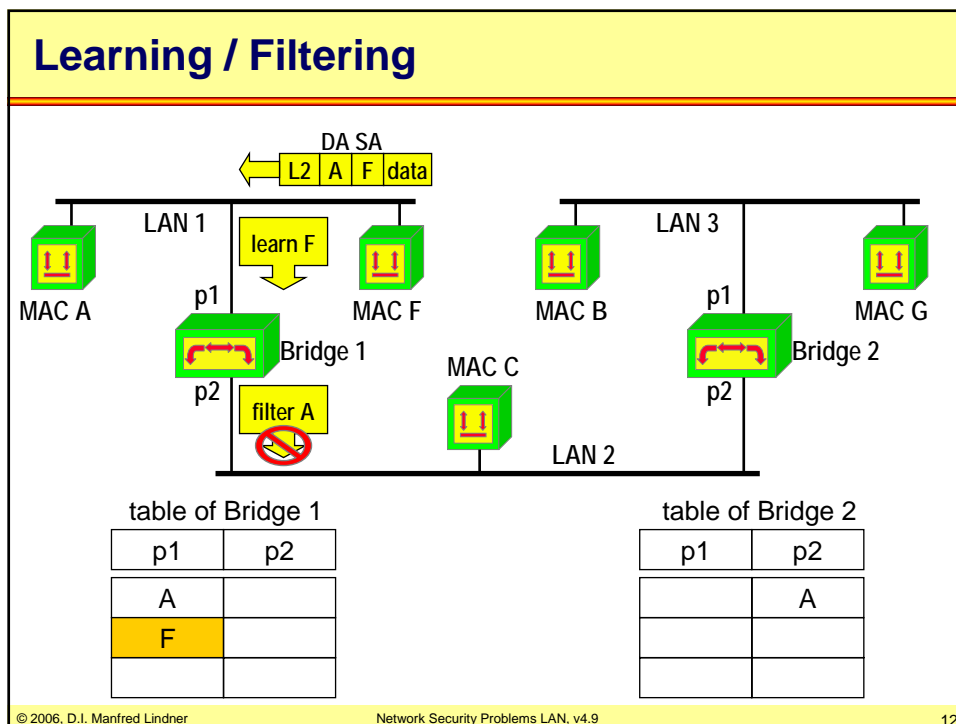 Learning / Filtering
DA SA
L2 A F data
LAN 1
LAN 3
learn F
MAC A
p1
MAC F
MAC B
p1
MAC G
Bridge 1
Bridge 2
MAC C
p2
p2
filter A
LAN 2
table of Bridge 1
p1 p2
A
F
table of Bridge 2
p1 p2
A
© 2006, D.I. Manfred Lindner
Network Security Problems LAN, v4.9
12